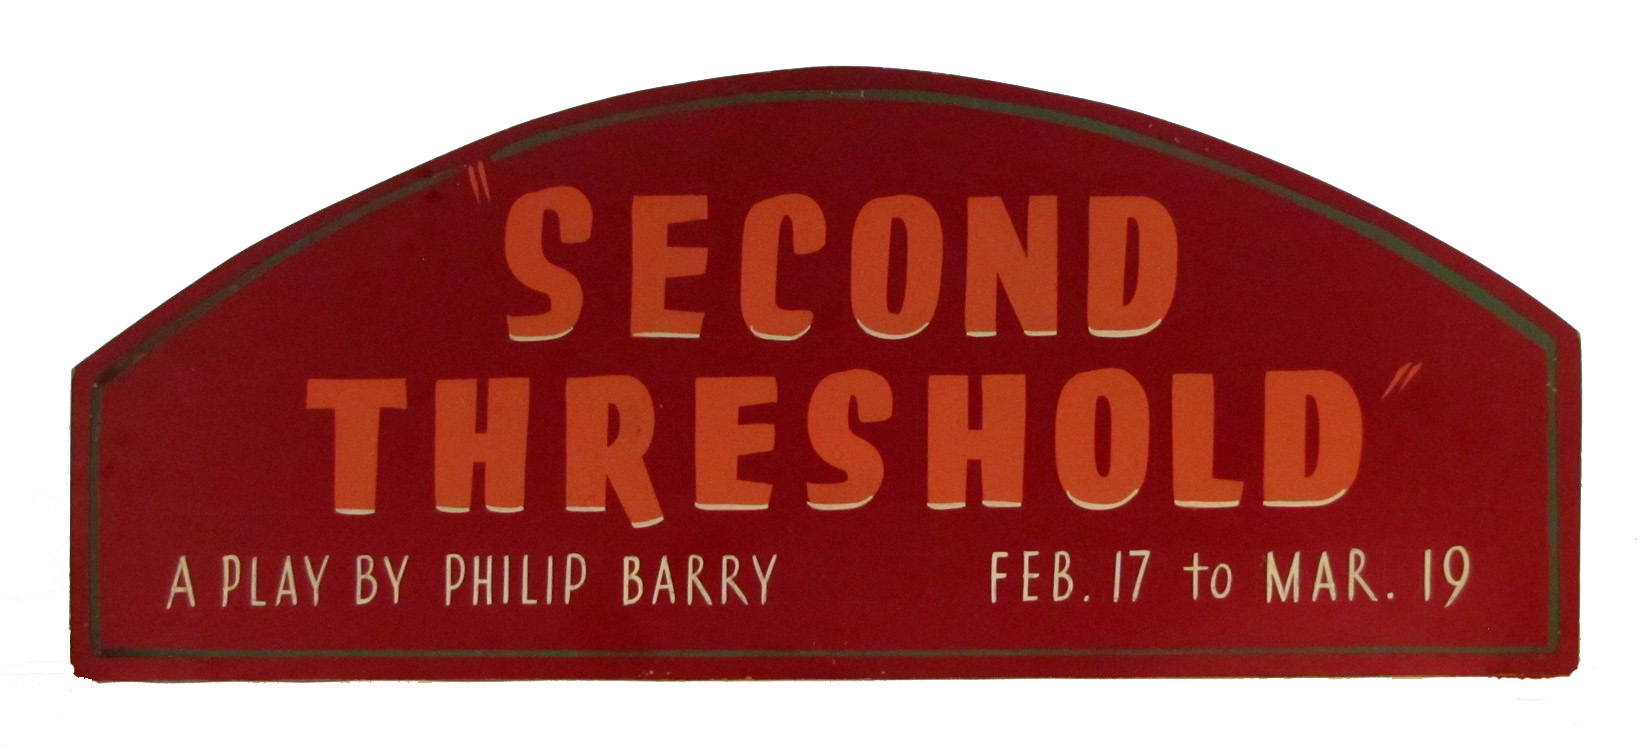 "SECOND
THRESHOLD"
A PLAY BY PHILIP BARRY FEB. 17 to MAR. 19